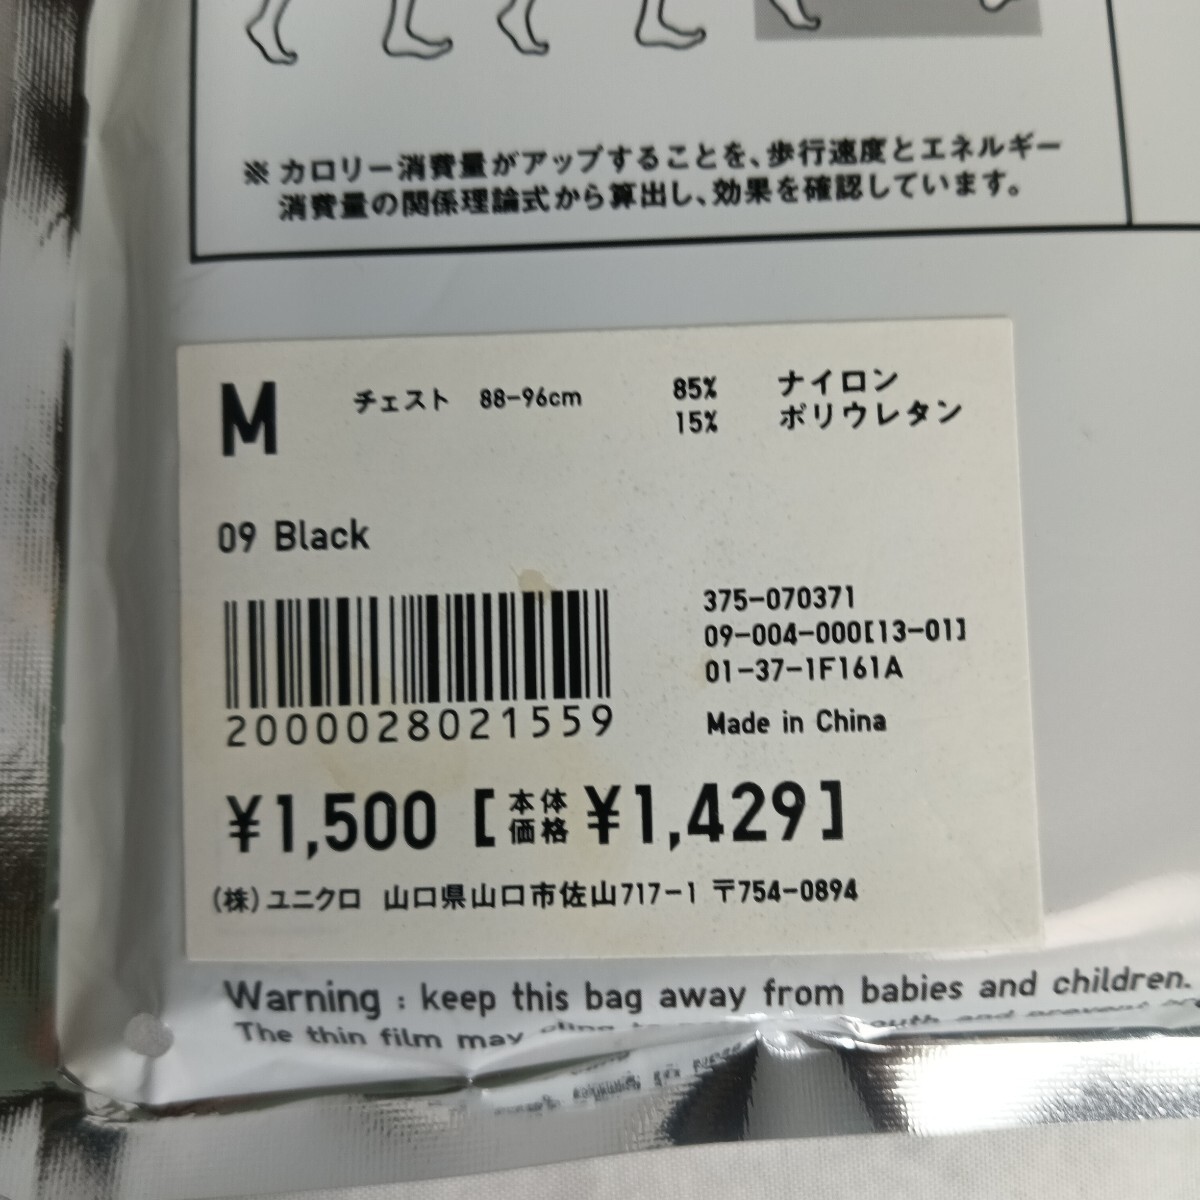 ※ カロリー消費量がアップすることを、歩行速度とエネルギー
消費量の関係理論式から算出し、効果を確認しています。
M チェスト 88-96cm 85% ナイロン
15% ポリウレタン
09 Black
375-070371
09-004-000[13-01]
01-37-1F161A
2000028021559
Made in China
¥1,500 [本体価格 ¥1,429]
(株)ユニクロ 山口県山口市佐山717-1 〒754-0894
Warning : keep this bag away from babies and children.
The thin film may cling to mouth and prevent